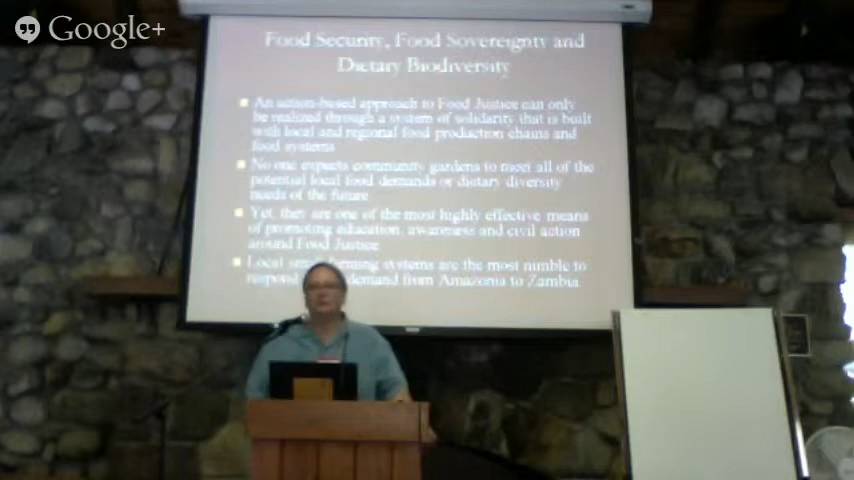 Google+
Food Security, Food Sovereignty and
Dietary Biodiversity
An action-based approach to Food Justice can only
be realized through a system of solidarity that is built
with local and regional food production chains and
food systems
No one expects community gardens to meet all of the
potential local food demands or dietary diversity
needs of the future
Yet, they are one of the most highly effective means
of promoting education, awareness and civil action
around Food Justice
Local farming systems are the most nimble to
respond demand from Amazonia to Zambia